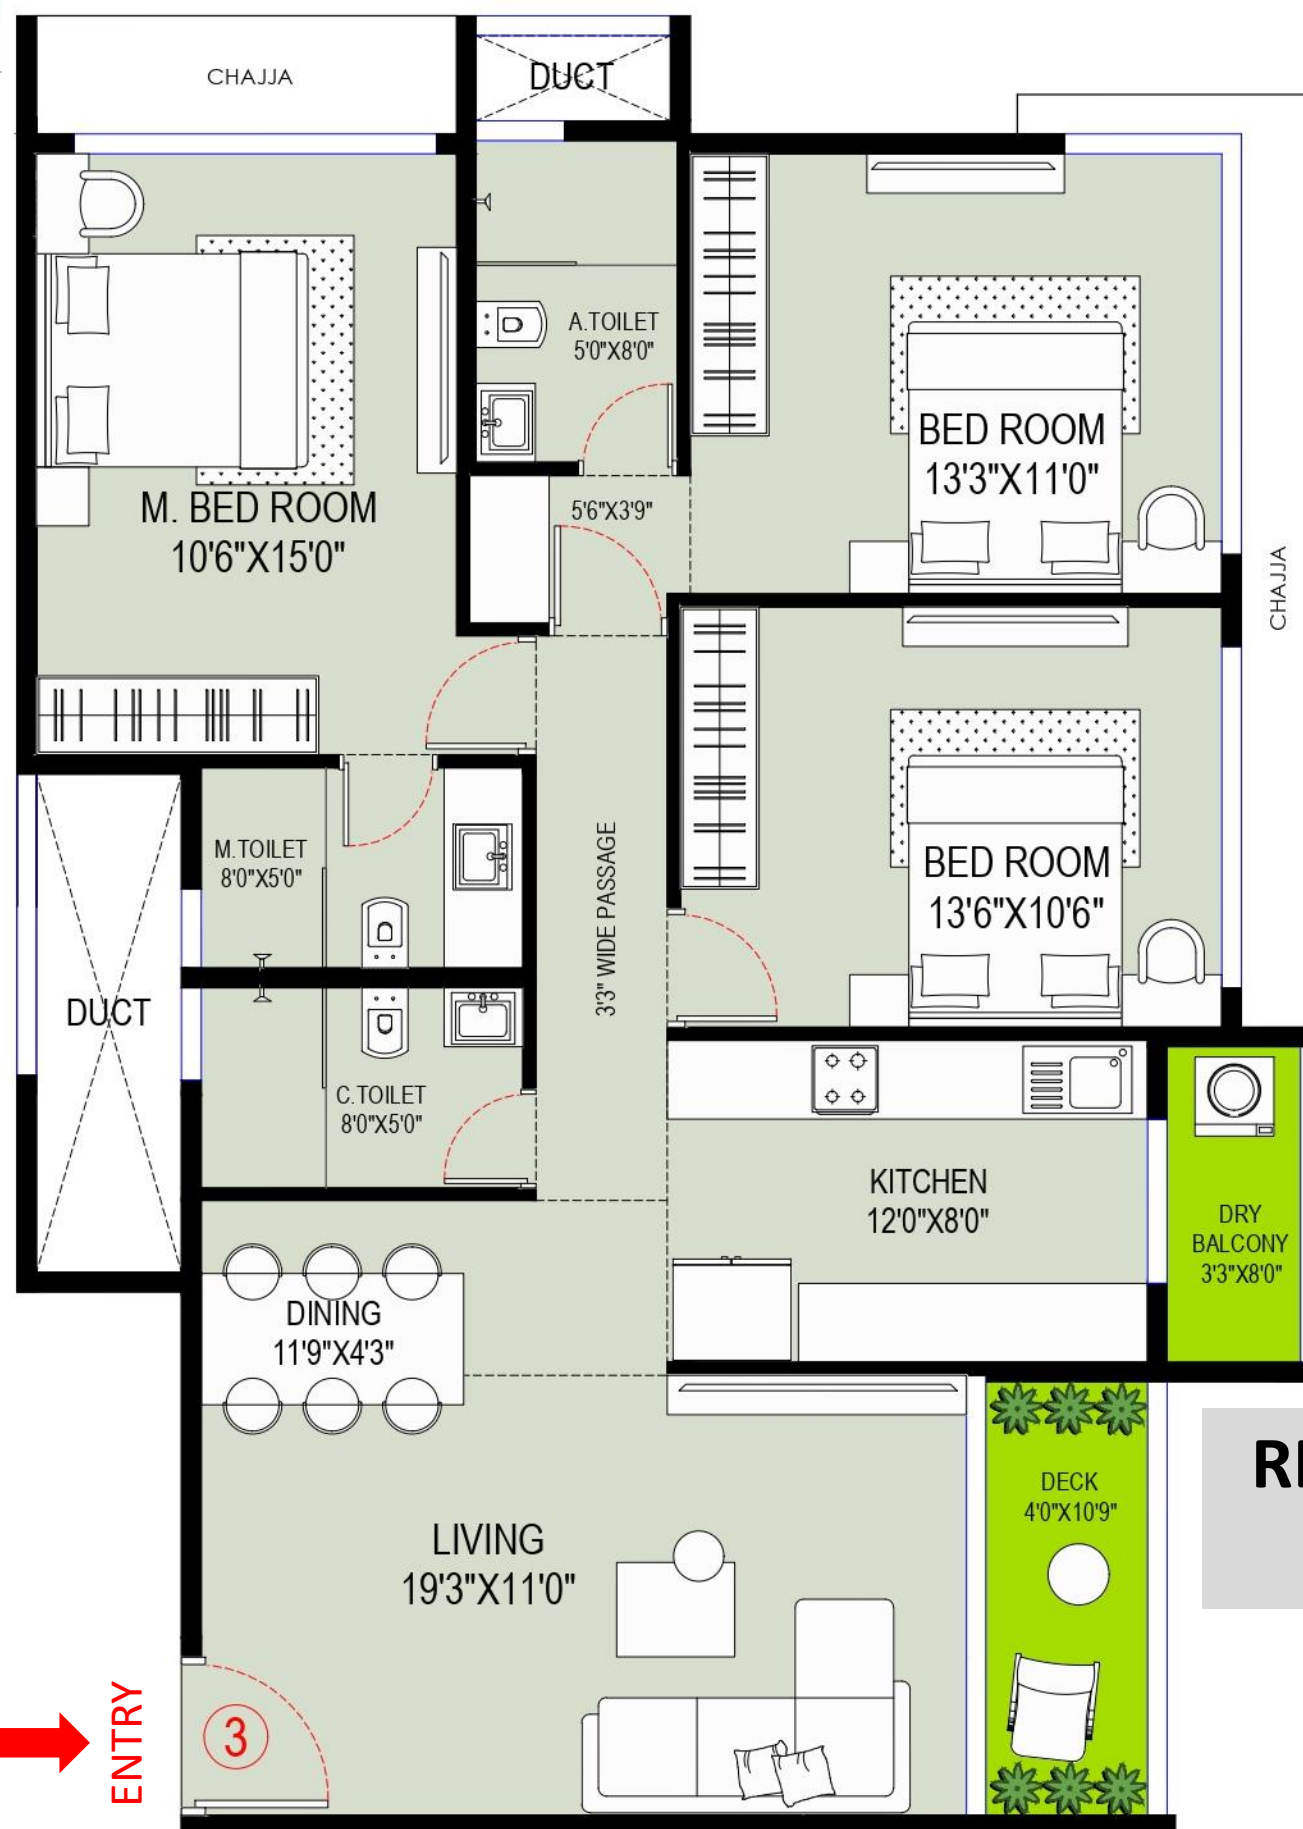 CHAJJA
DUCT
A.TOILET
5'0"X8'0"
BED ROOM
13'3"X11'0"
M. BED ROOM
10'6"X15'0"
5'6"X3'9"
CHAJJA
M.TOILET
8'0"X5'0"
3'3" WIDE PASSAGE
BED ROOM
13'6"X10'6"
DUCT
C.TOILET
8'0"X5'0"
KITCHEN
12'0"X8'0"
DRY
BALCONY
3'3"X8'0"
DINING
11'9"X4'3"
DECK
4'0"X10'9"
LIVING
19'3"X11'0"
ENTRY
3